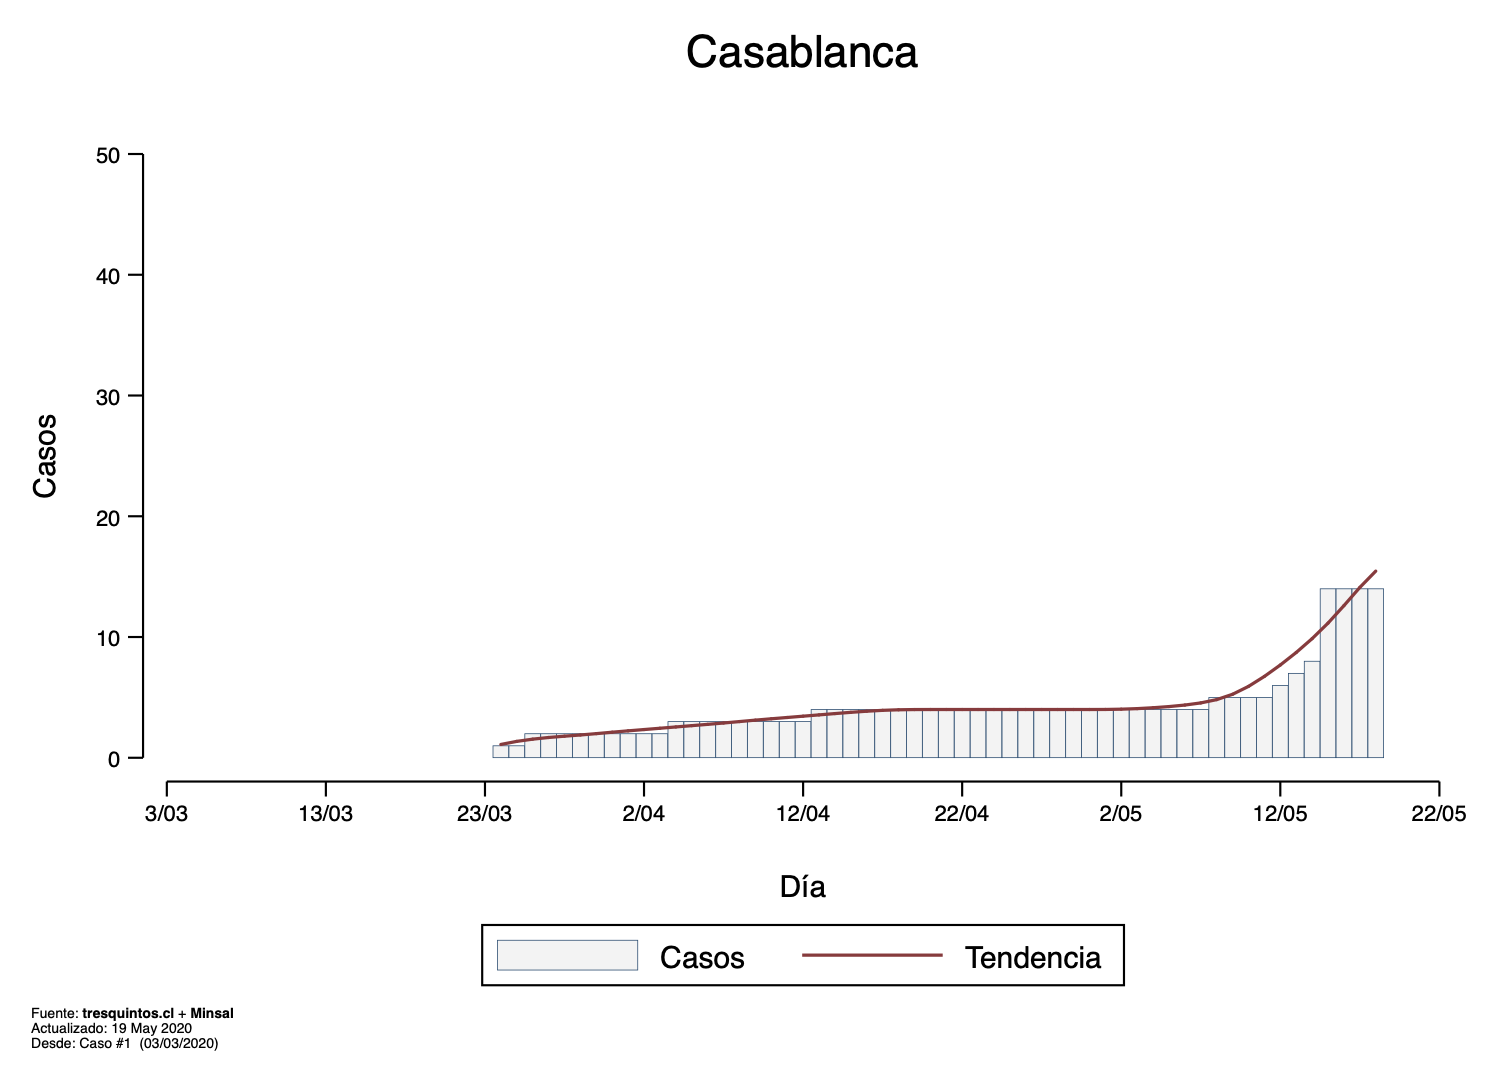 Casablanca
50
40
30
20
10
0
Casos
3/03 13/03 23/03 2/04 12/04 22/04 2/05 12/05 22/05
Día
Casos Tendencia
Fuente: tresquintos.cl + Minsal
Actualizado: 19 May 2020
Desde: Caso #1 (03/03/2020)